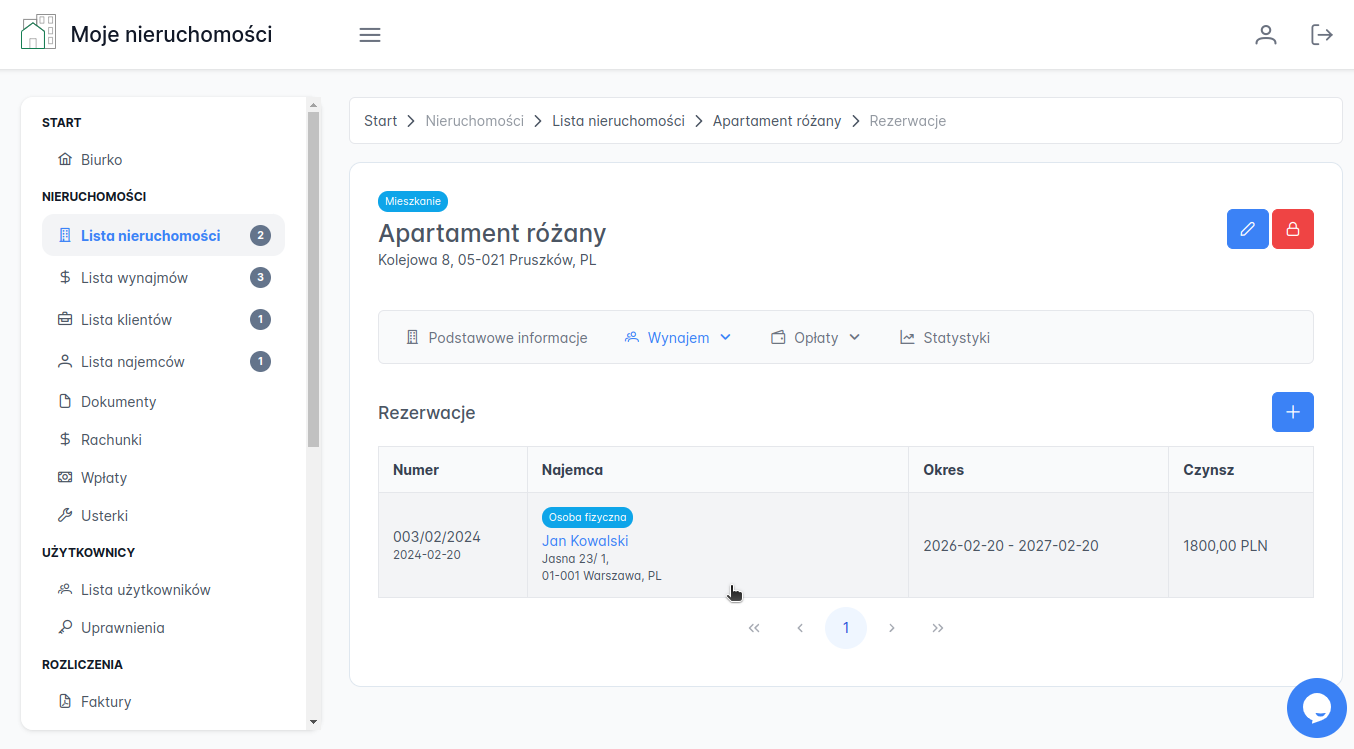 Moje nieruchomości
START
Biurko
NIERUCHOMOŚCI
Lista nieruchomości 2
Lista wynajmów 3
Lista klientów 1
Lista najemców 1
Dokumenty
Rachunki
Wpłaty
Usterki
UŻYTKOWNICY
Lista użytkowników
Uprawnienia
ROZLICZENIA
Faktury
Start > Nieruchomości > Lista nieruchomości > Apartament różany > Rezerwacje
Mieszkanie
Apartament różany
Kolejowa 8, 05-021 Pruszków, PL
Podstawowe informacje Wynajem Opłaty Statystyki
Rezerwacje
Numer Najemca Okres Czynsz
003/02/2024
2024-02-20
Osoba fizyczna
Jan Kowalski
Jasna 23/ 1,
01-001 Warszawa, PL
2026-02-20 - 2027-02-20
1800,00 PLN
1